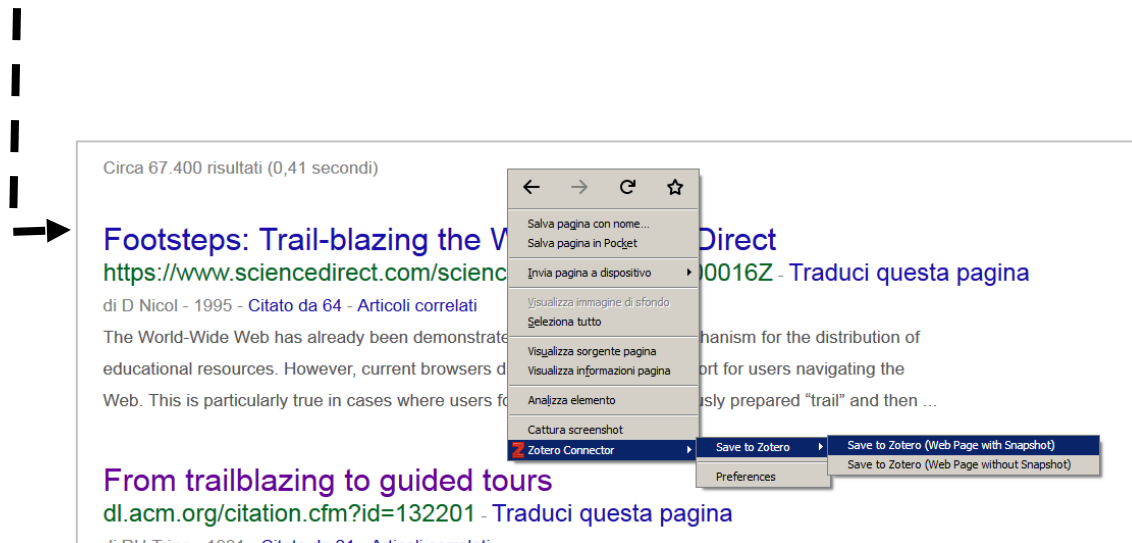 Circa 67.400 risultati (0,41 secondi)
Footsteps: Trail-blazing the W Direct
https://www.sciencedirect.com/scienc 00016Z - Traduci questa pagina
di D Nicol - 1995 - Citato da 64 - Articoli correlati
The World-Wide Web has already been demonstrate hanism for the distribution of
educational resources. However, current browsers d ort for users navigating the
Web. This is particularly true in cases where users fo usly prepared “trail” and then ...
From trailblazing to guided tours
dl.acm.org/citation.cfm?id=132201 - Traduci questa pagina
Salva pagina con nome...
Salva pagina in Pocket
Invia pagina a dispositivo
Visualizza immagine di sfondo
Seleziona tutto
Visualizza sorgente pagina
Visualizza informazioni pagina
Analizza elemento
Cattura screenshot
Z Zotero Connector
Save to Zotero
Preferences
Save to Zotero (Web Page with Snapshot)
Save to Zotero (Web Page without Snapshot)